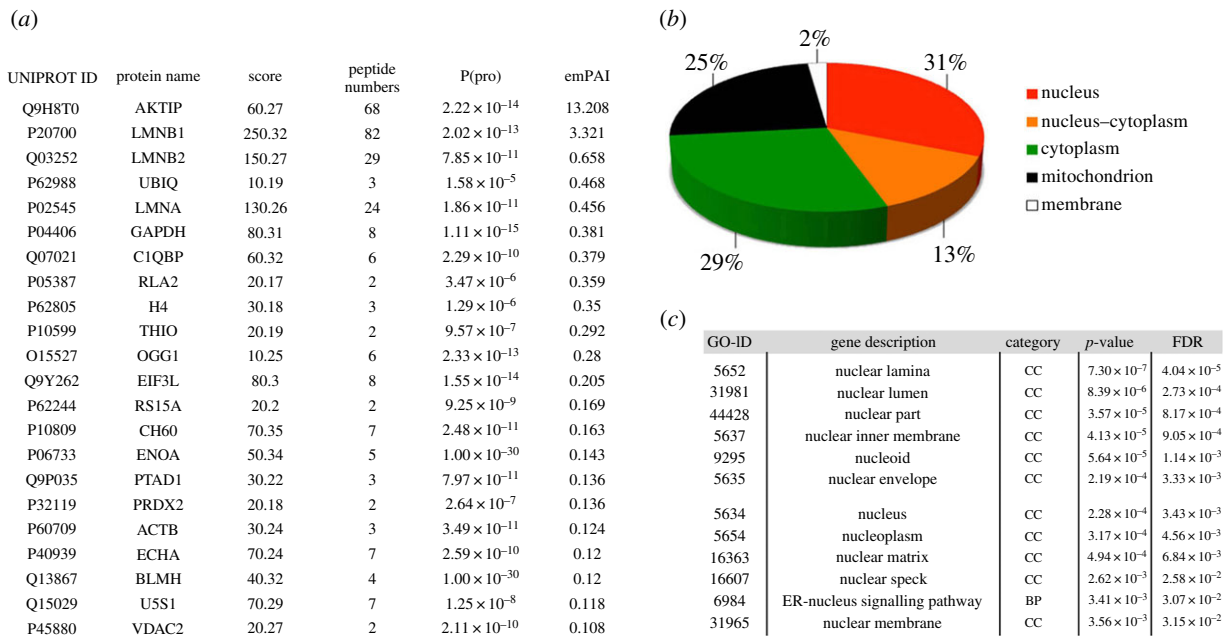 (a)
UNIPROT ID protein name score peptide numbers P(pro) emPAI
Q9H8T0 AKTIP 60.27 68 2.22 × 10⁻¹⁴ 13.208
P20700 LMNB1 250.32 82 2.02 × 10⁻¹³ 3.321
Q03252 LMNB2 150.27 29 7.85 × 10⁻¹¹ 0.658
P62988 UBIQ 10.19 3 1.58 × 10⁻⁵ 0.468
P02545 LMNA 130.26 24 1.86 × 10⁻¹¹ 0.456
P04406 GAPDH 80.31 8 1.11 × 10⁻¹⁵ 0.381
Q07021 C1QBP 60.32 6 2.29 × 10⁻¹⁰ 0.379
P05387 RLA2 20.17 2 3.47 × 10⁻⁶ 0.359
P62805 H4 30.18 3 1.29 × 10⁻⁶ 0.35
P10599 THIO 20.19 2 9.57 × 10⁻⁷ 0.292
O15527 OGG1 10.25 6 2.33 × 10⁻¹³ 0.28
Q9Y262 EIF3L 80.3 8 1.55 × 10⁻¹⁴ 0.205
P62244 RS15A 20.2 2 9.25 × 10⁻⁹ 0.169
P10809 CH60 70.35 7 2.48 × 10⁻¹¹ 0.163
P06733 ENOA 50.34 5 1.00 × 10⁻³⁰ 0.143
Q9P035 PTAD1 30.22 3 7.97 × 10⁻¹¹ 0.136
P32119 PRDX2 20.18 2 2.64 × 10⁻⁷ 0.136
P60709 ACTB 30.24 3 3.49 × 10⁻¹¹ 0.124
P40939 ECHA 70.24 7 2.59 × 10⁻¹⁰ 0.12
Q13867 BLMH 40.32 4 1.00 × 10⁻³⁰ 0.12
Q15029 U5S1 70.29 7 1.25 × 10⁻⁸ 0.118
P45880 VDAC2 20.27 2 2.11 × 10⁻¹⁰ 0.108
(b)
2%
25%
31%
29%
13%
nucleus
nucleus–cytoplasm
cytoplasm
mitochondrion
membrane
(c)
GO-ID gene description category p-value FDR
5652 nuclear lamina CC 7.30 × 10⁻⁷ 4.04 × 10⁻⁵
31981 nuclear lumen CC 8.39 × 10⁻⁶ 2.73 × 10⁻⁴
44428 nuclear part CC 3.57 × 10⁻⁵ 8.17 × 10⁻⁴
5637 nuclear inner membrane CC 4.13 × 10⁻⁵ 9.05 × 10⁻⁴
9295 nucleoid CC 5.64 × 10⁻⁵ 1.14 × 10⁻³
5635 nuclear envelope CC 2.19 × 10⁻⁴ 3.33 × 10⁻³
5634 nucleus CC 2.28 × 10⁻⁴ 3.43 × 10⁻³
5654 nucleoplasm CC 3.17 × 10⁻⁴ 4.56 × 10⁻³
16363 nuclear matrix CC 4.94 × 10⁻⁴ 6.84 × 10⁻³
16607 nuclear speck CC 2.62 × 10⁻³ 2.58 × 10⁻²
6984 ER-nucleus signalling pathway BP 3.41 × 10⁻³ 3.07 × 10⁻²
31965 nuclear membrane CC 3.56 × 10⁻³ 3.15 × 10⁻²